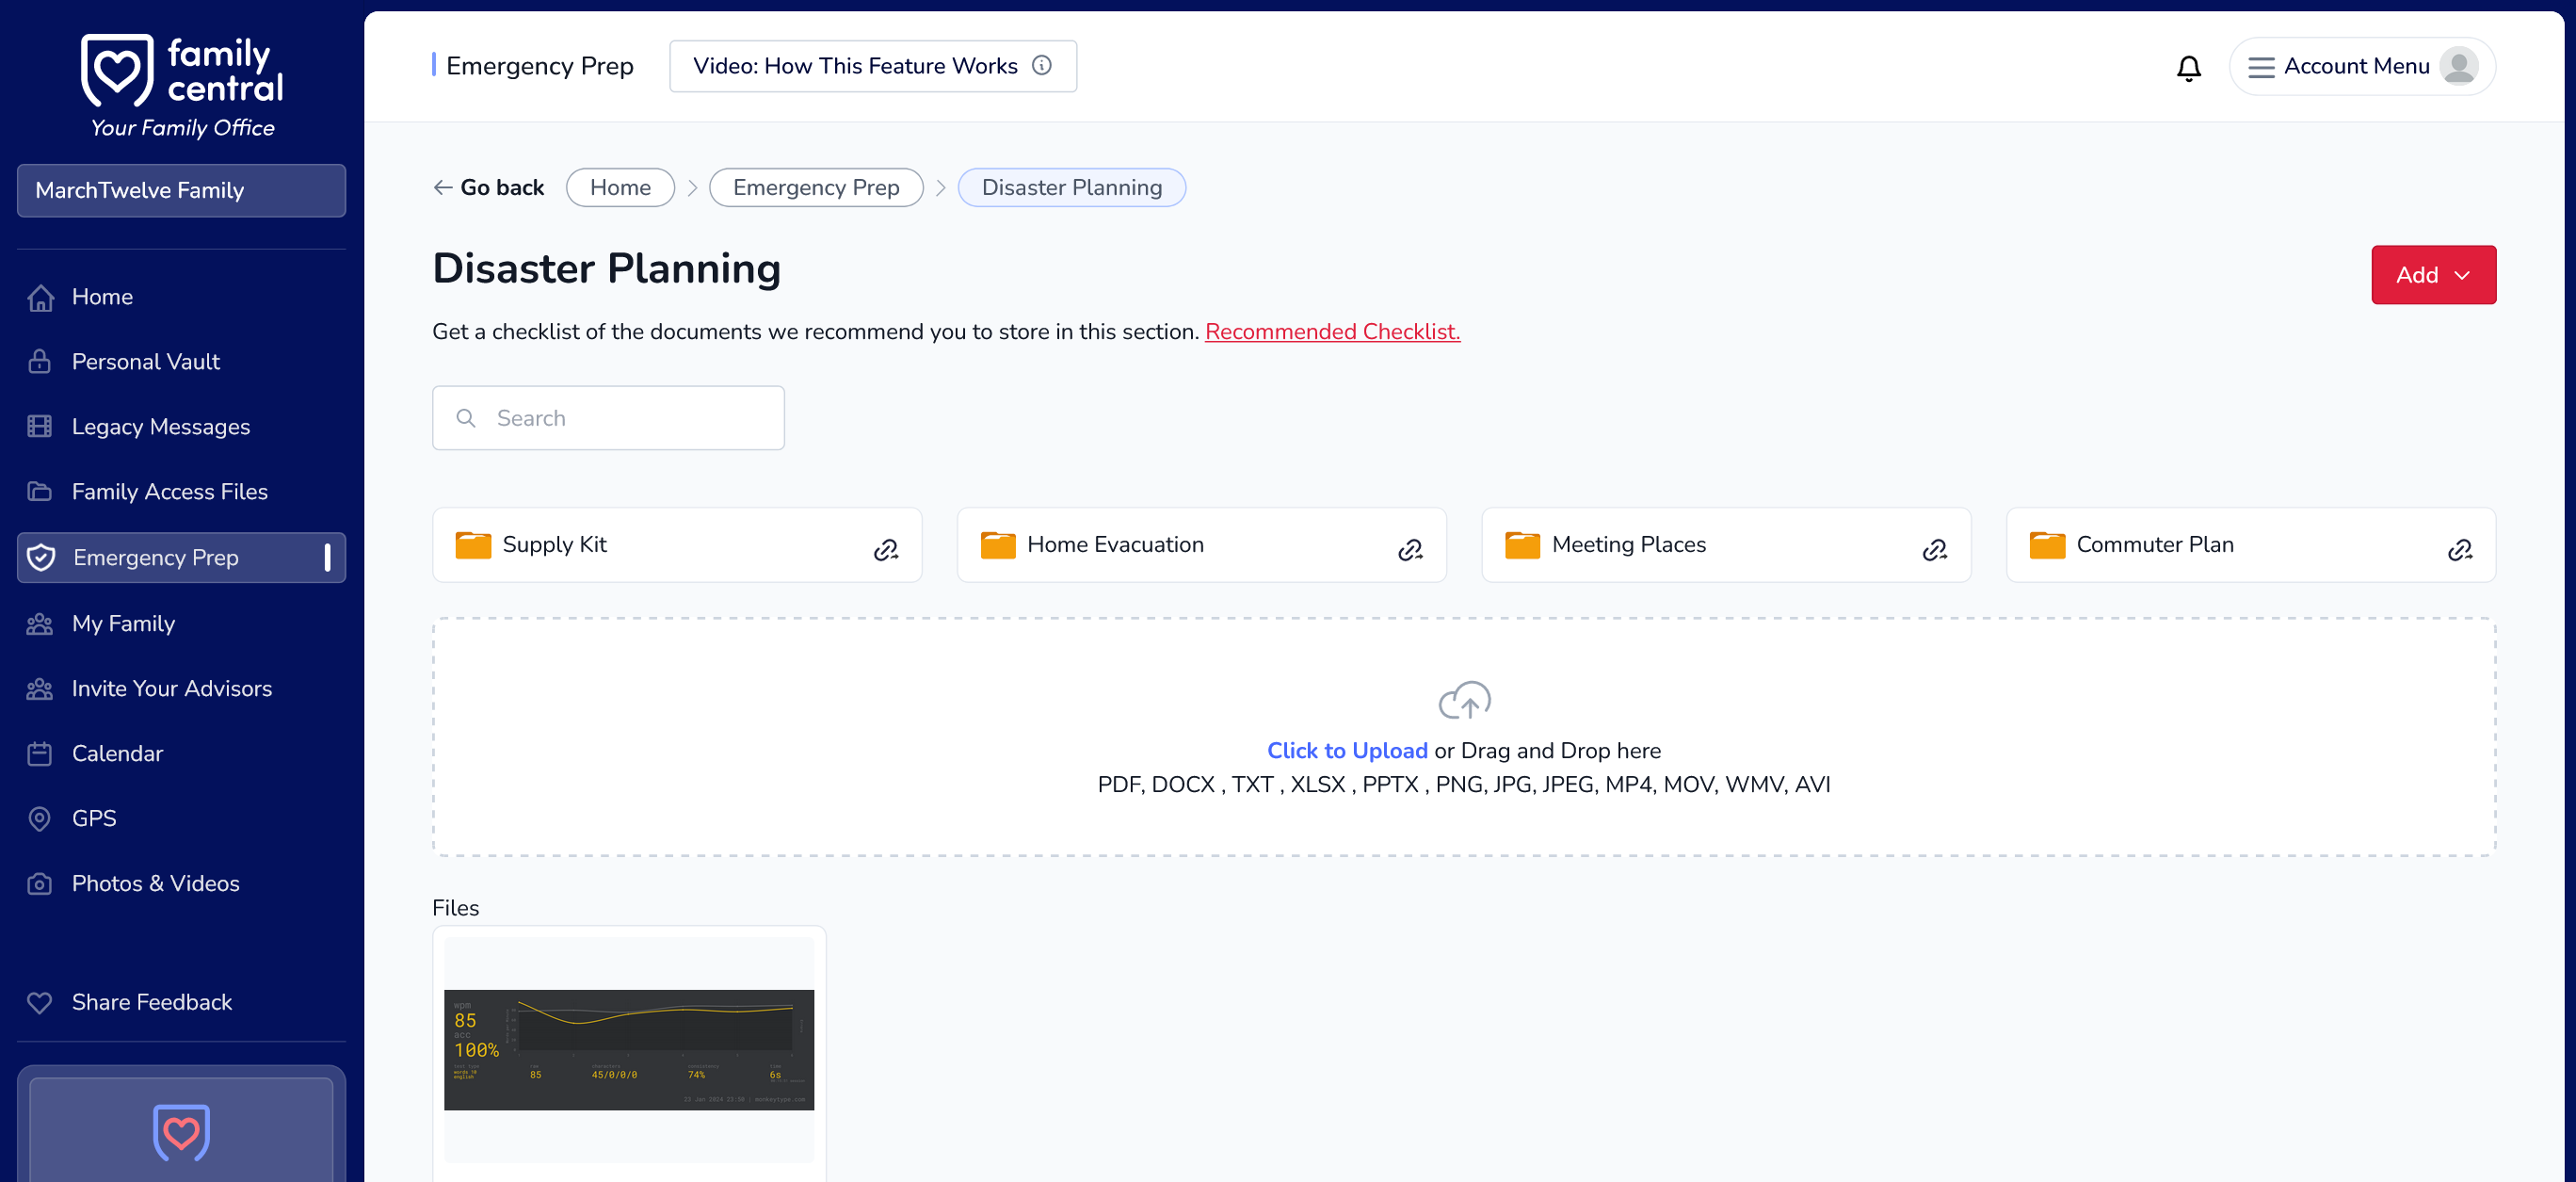 family
central
Your Family Office
MarchTwelve Family
Home
Personal Vault
Legacy Messages
Family Access Files
Emergency Prep
My Family
Invite Your Advisors
Calendar
GPS
Photos & Videos
Share Feedback
Emergency Prep
Video: How This Feature Works
Account Menu
Go back
Home
Emergency Prep
Disaster Planning
Disaster Planning
Add
Get a checklist of the documents we recommend you to store in this section. Recommended Checklist.
Search
Supply Kit
Home Evacuation
Meeting Places
Commuter Plan
Click to Upload or Drag and Drop here
PDF, DOCX , TXT , XLSX , PPTX , PNG, JPG, JPEG, MP4, MOV, WMV, AVI
Files
wpm
85
acc
100%
85
45/0/0/0
74%
6s